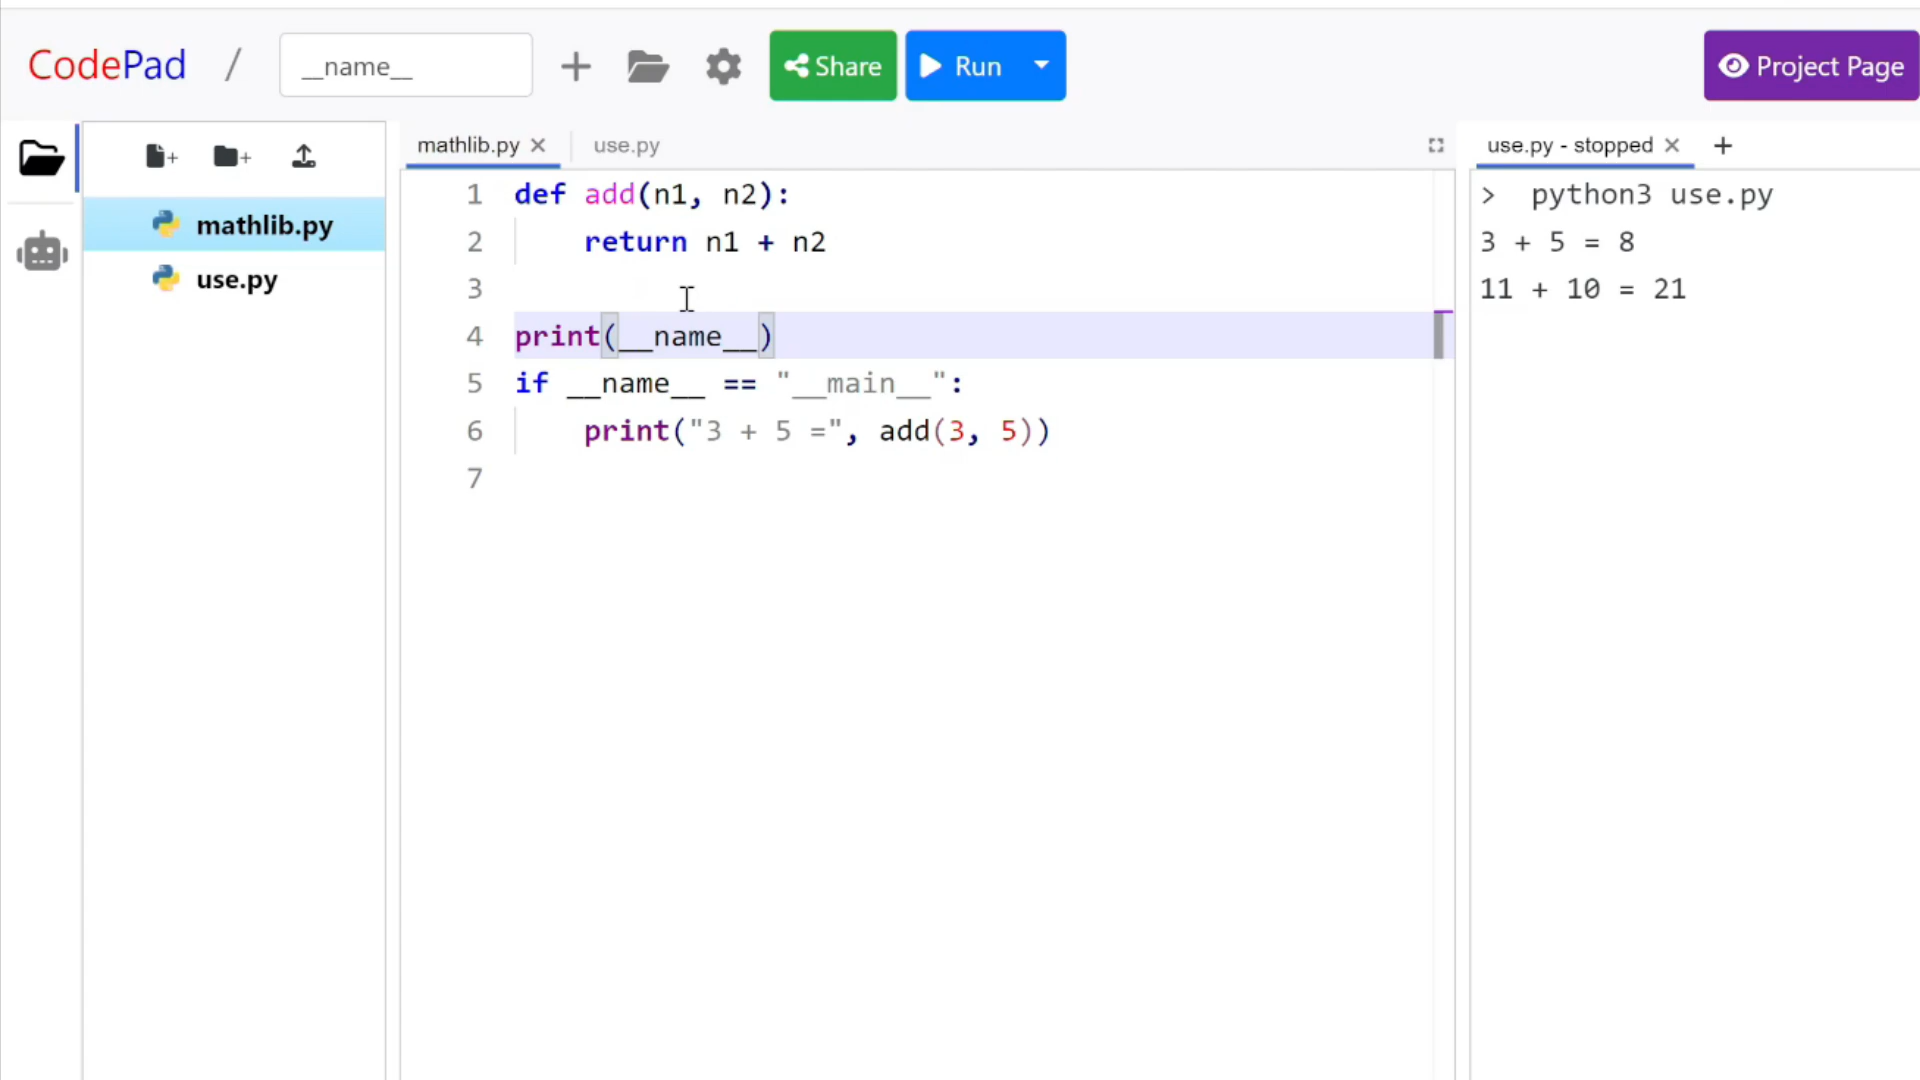 CodePad / __name__ + Share Run Project Page
mathlib.py
use.py
mathlib.py × use.py
1 def add(n1, n2):
2     return n1 + n2
3
4 print(__name__)
5 if __name__ == "__main__":
6     print("3 + 5 =", add(3, 5))
7
use.py - stopped × +
> python3 use.py
3 + 5 = 8
11 + 10 = 21